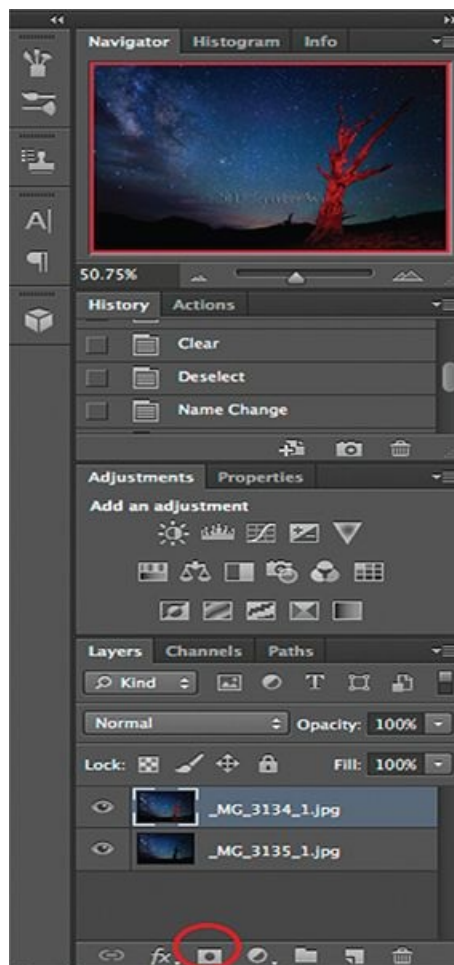 Navigator Histogram Info
50.75%
History Actions
Clear
Deselect
Name Change
Adjustments Properties
Add an adjustment
Layers Channels Paths
Kind T
Normal Opacity: 100%
Lock: Fill: 100%
_MG_3134_1.jpg
_MG_3135_1.jpg
fx
A